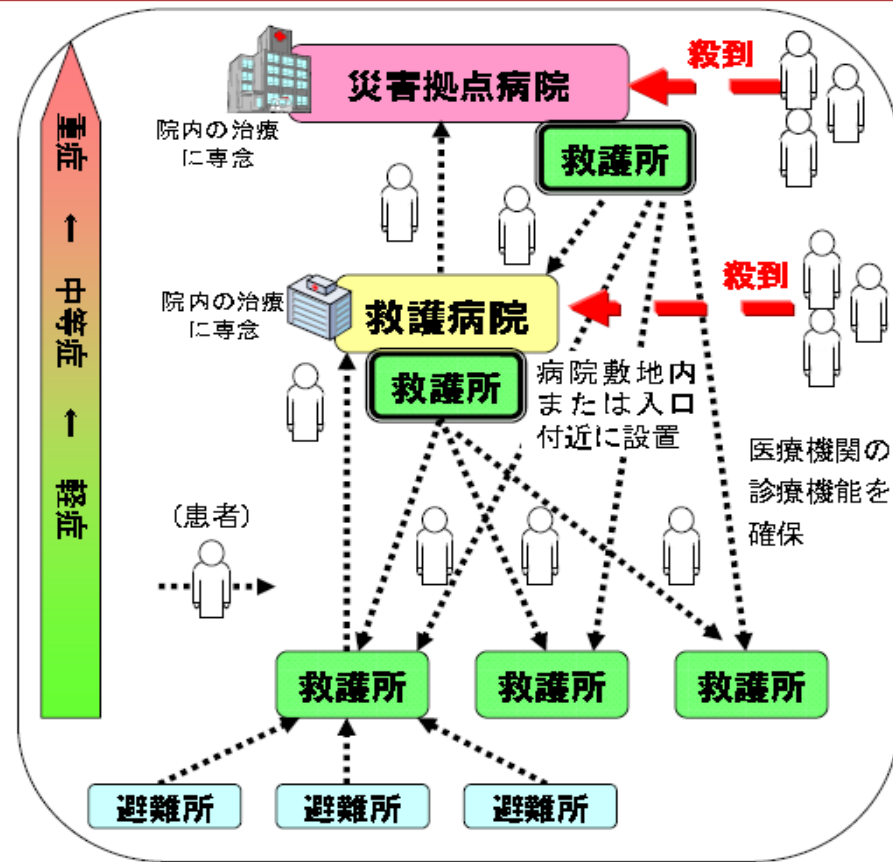 殺到
災害拠点病院
院内の治療
に専念
救護所
殺到
院内の治療
に専念
救護病院
救護所
病院敷地内
または入口
付近に設置
医療機関の
診療機能を
確保
重症 ← 中等症 ← 軽症
(患者)
救護所
救護所
救護所
避難所
避難所
避難所